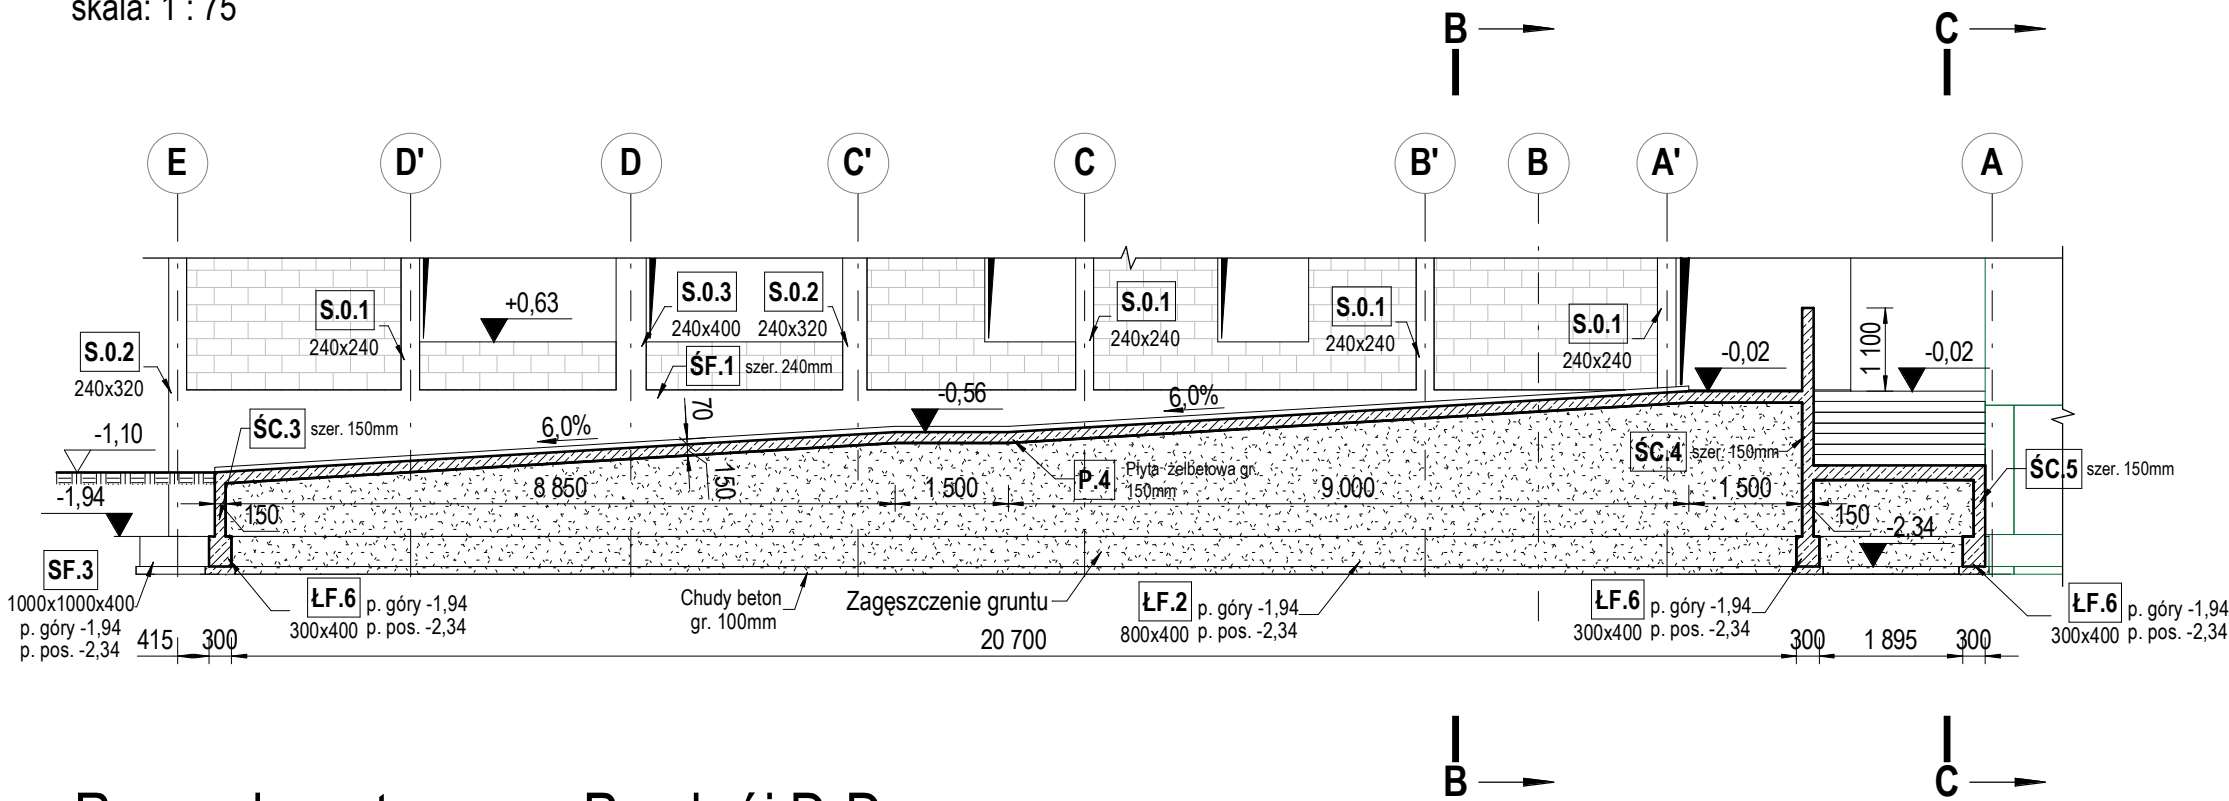 skala: 1 : 75
B
C
E
D'
D
C'
C
B'
B
A'
A
S.0.2
240x320
S.0.1
240x240
+0,63
S.0.3
240x400
S.0.2
240x320
ŚF.1 szer. 240mm
S.0.1
240x240
S.0.1
240x240
S.0.1
240x240
-0,02
1 100
-0,02
-0,56
6,0%
6,0%
70
150
-1,10
-1,94
ŚC.3 szer. 150mm
ŚC.4 szer. 150mm
ŚC.5 szer. 150mm
P.4 Płyta żelbetowa gr.
150mm
8 850
1 500
9 000
1 500
150
150
-2,34
SF.3
1000x1000x400
p. góry -1,94
p. pos. -2,34
ŁF.6 p. góry -1,94
300x400 p. pos. -2,34
Chudy beton
gr. 100mm
Zagęszczenie gruntu
ŁF.2 p. góry -1,94
800x400 p. pos. -2,34
ŁF.6 p. góry -1,94
300x400 p. pos. -2,34
ŁF.6 p. góry -1,94
300x400 p. pos. -2,34
415
300
20 700
300
1 895
300
B
C